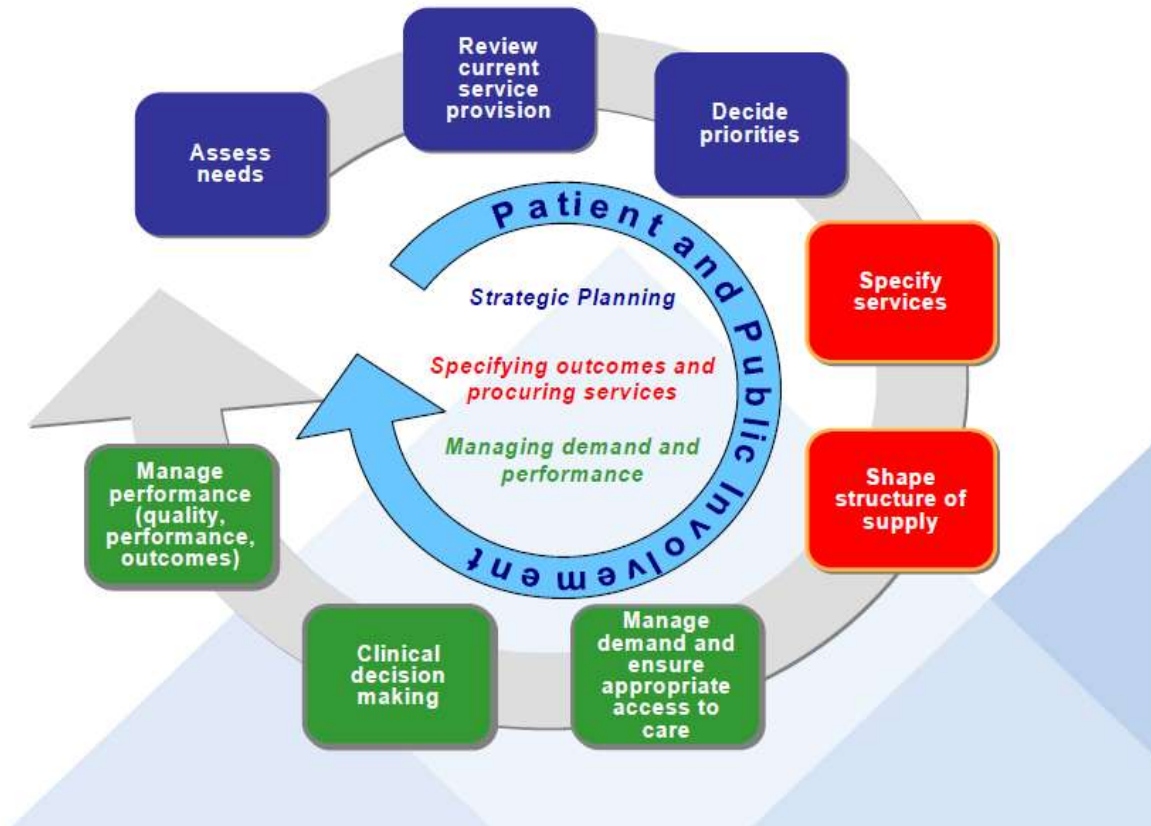 Review
current
service
provision
Decide
priorities
Assess
needs
Patient and Public Involvement
Strategic Planning
Specify
services
Specifying outcomes and
procuring services
Managing demand and
performance
Shape
structure of
supply
Manage
performance
(quality,
performance,
outcomes)
Clinical
decision
making
Manage
demand and
ensure
appropriate
access to
care